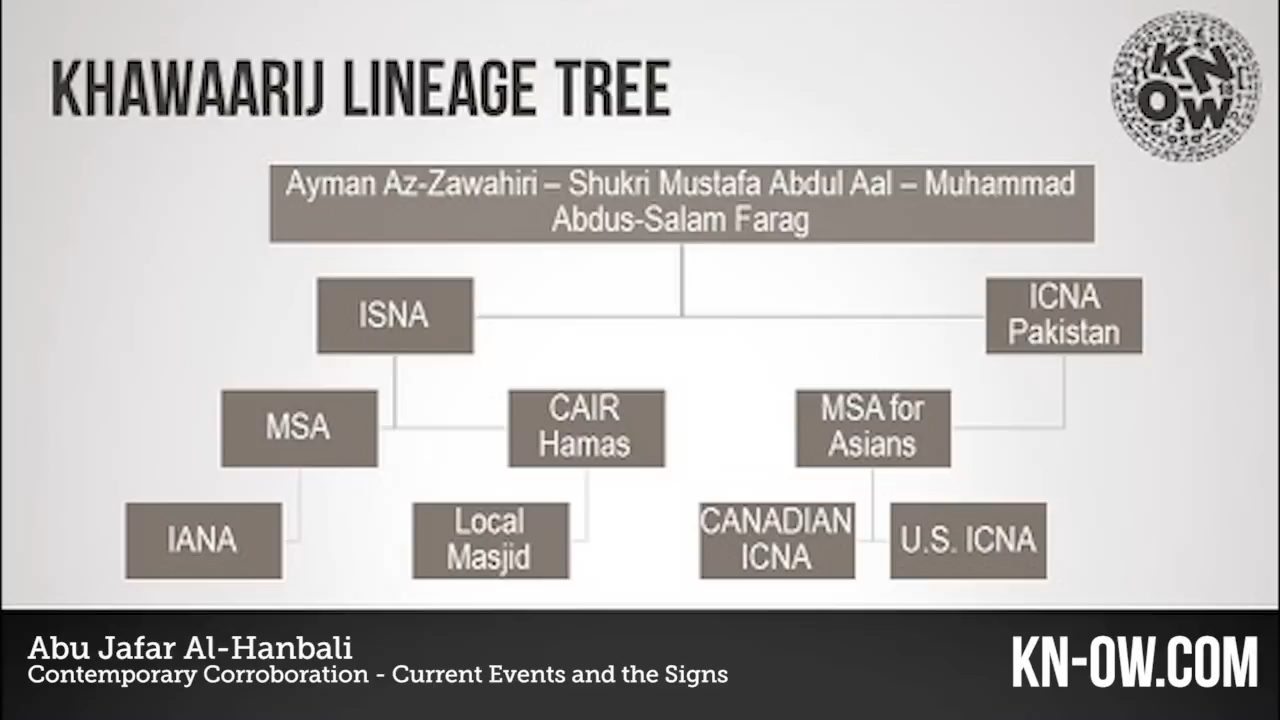 KHAWAARIJ LINEAGE TREE
KN
OW
Ayman Az-Zawahiri – Shukri Mustafa Abdul Aal – Muhammad
Abdus-Salam Farag
ISNA
ICNA
Pakistan
MSA
CAIR
Hamas
MSA for
Asians
IANA
Local
Masjid
CANADIAN
ICNA
U.S. ICNA
Abu Jafar Al-Hanbali
Contemporary Corroboration - Current Events and the Signs
KN-OW.COM